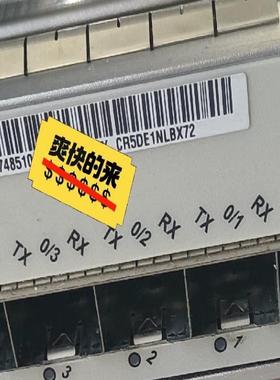 748510
CR5DE1NLBX72
爽快的来
$$$$$$
TX 0/3 RX TX 0/2 RX TX 0/1 RX
3 2 1